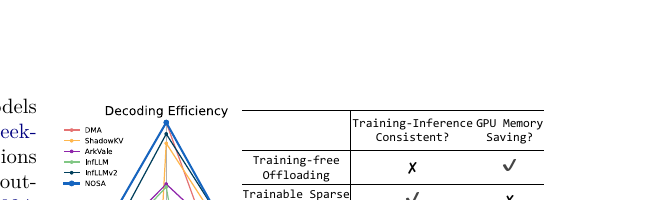 odels
eek-
ions
out-
Decoding Efficiency
DMA
ShadowKV
ArkVale
InfLLM
InfLLMv2
NOSA
Training-Inference GPU Memory
Consistent? Saving?
Training-free ✗ ✓
Offloading
Trainable Sparse